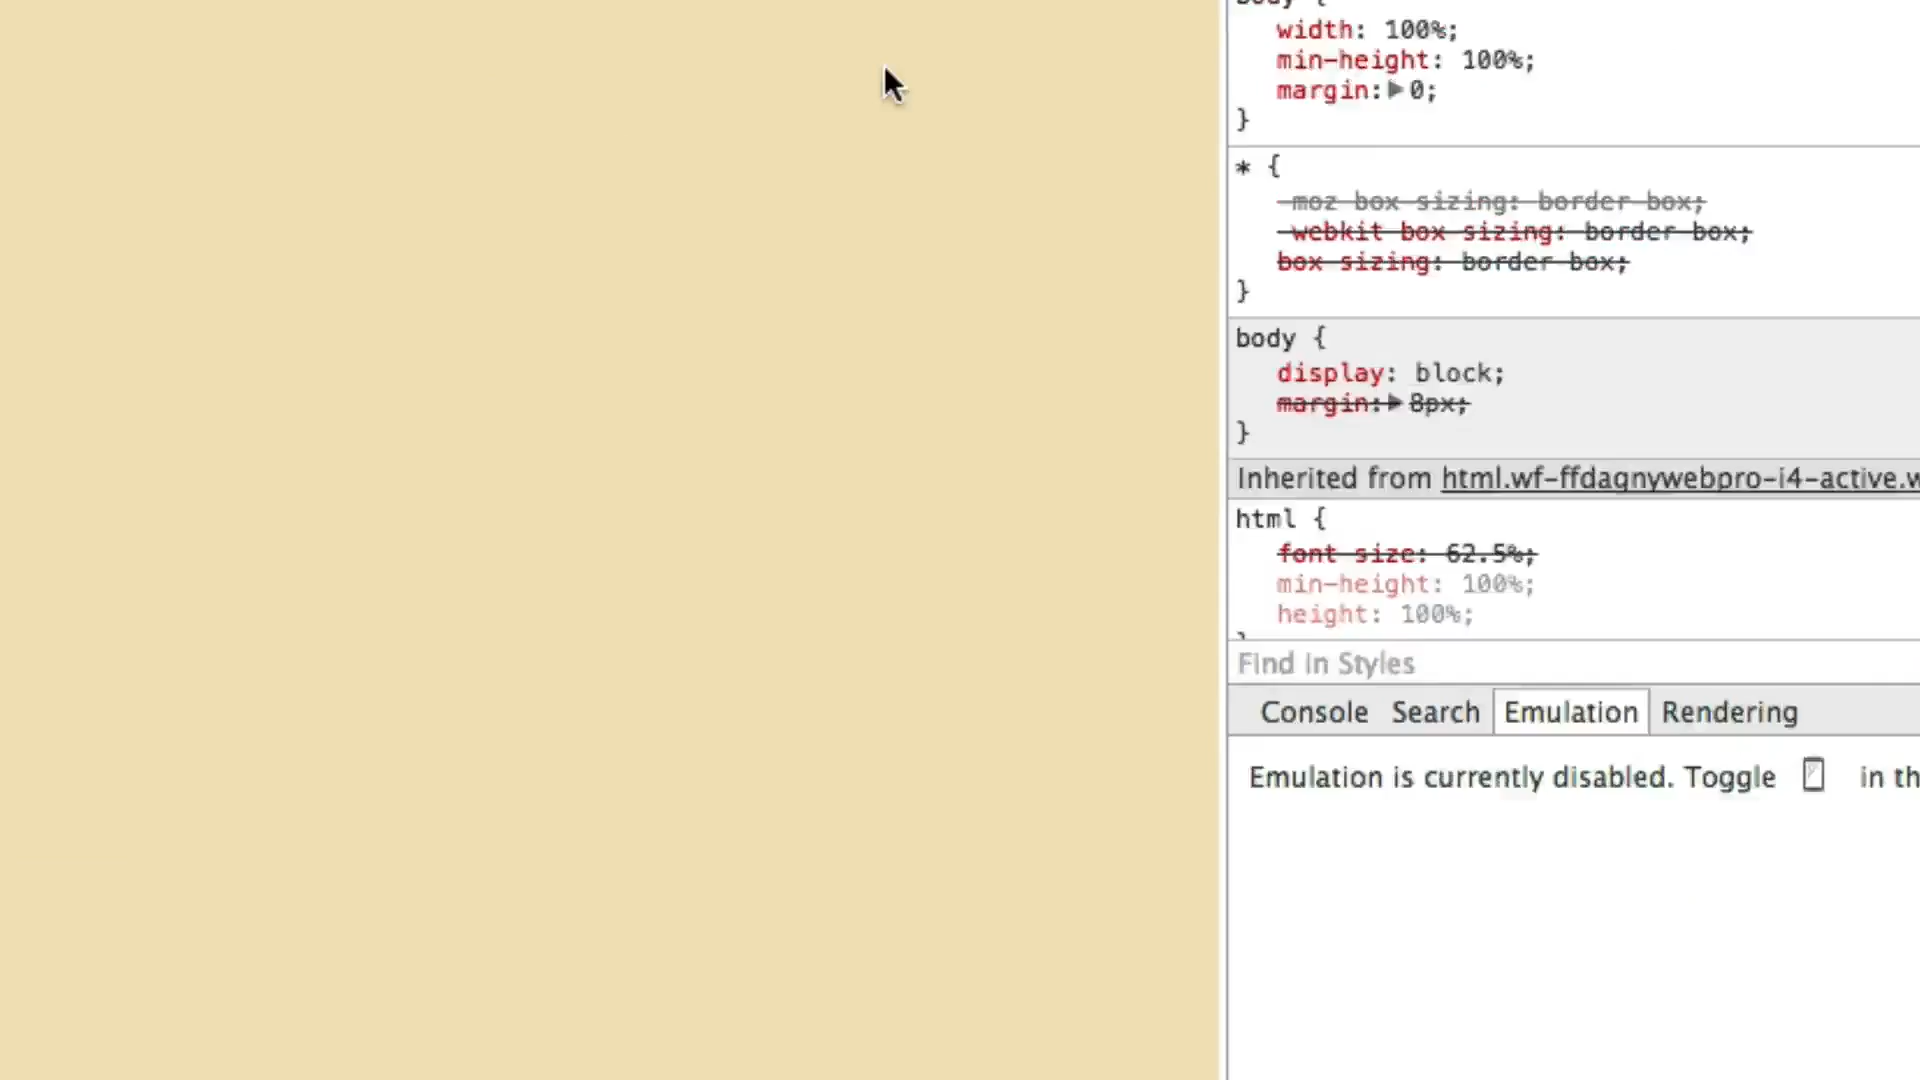 body {
width: 100%;
min-height: 100%;
margin:▶0;
}
* {
-moz-box-sizing: border-box;
-webkit-box-sizing: border-box;
box-sizing: border-box;
}
body {
display: block;
margin:▶8px;
}
Inherited from html.wf-ffdagnywebpro-i4-active.w
html {
font-size: 62.5%;
min-height: 100%;
height: 100%;
}
Find in Styles
Console Search Emulation Rendering
Emulation is currently disabled. Toggle in th